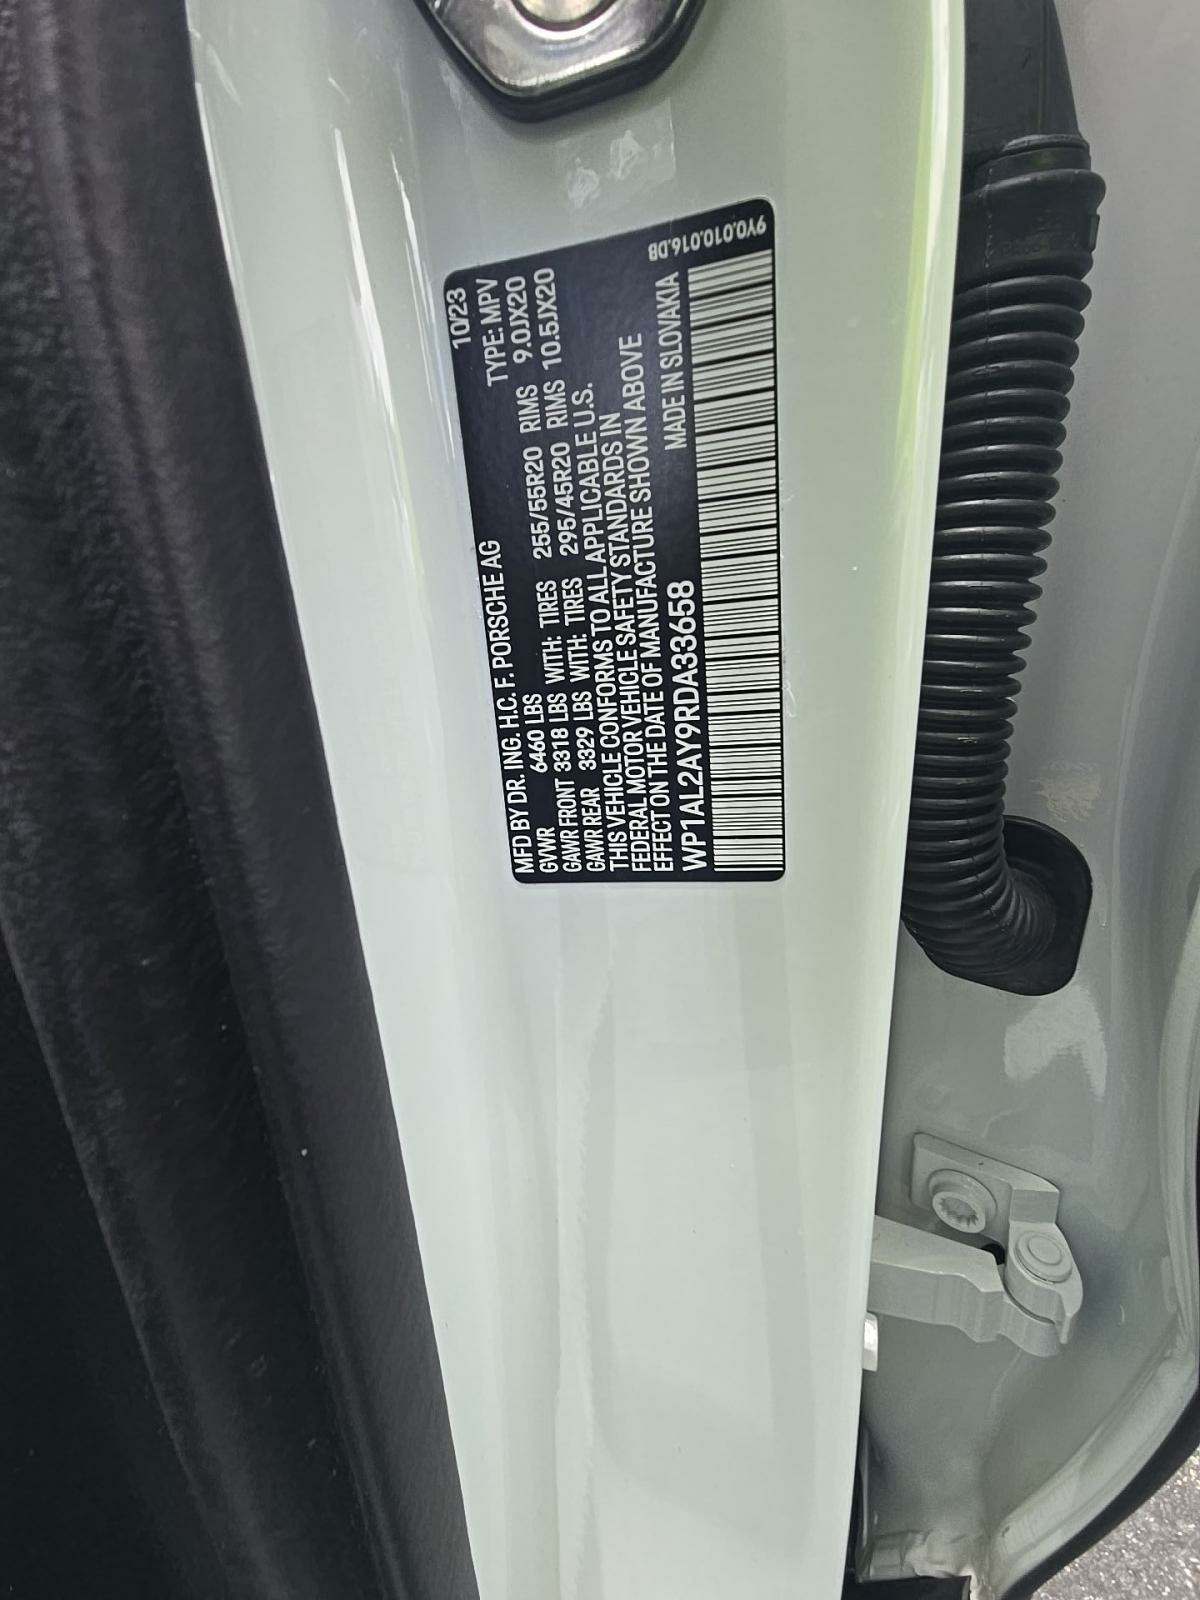 MFD BY DR. ING. H.C. F. PORSCHE AG 10/23
GVWR 6460 LBS TYPE: MPV
GAWR FRONT 3318 LBS WITH: TIRES 255/55R20 RIMS 9.0JX20
GAWR REAR 3329 LBS WITH: TIRES 295/45R20 RIMS 10.5JX20
THIS VEHICLE CONFORMS TO ALL APPLICABLE U.S.
FEDERAL MOTOR VEHICLE SAFETY STANDARDS IN
EFFECT ON THE DATE OF MANUFACTURE SHOWN ABOVE
WP1AL2AY9RDA33658 MADE IN SLOVAKIA
9Y0.010.016.DB